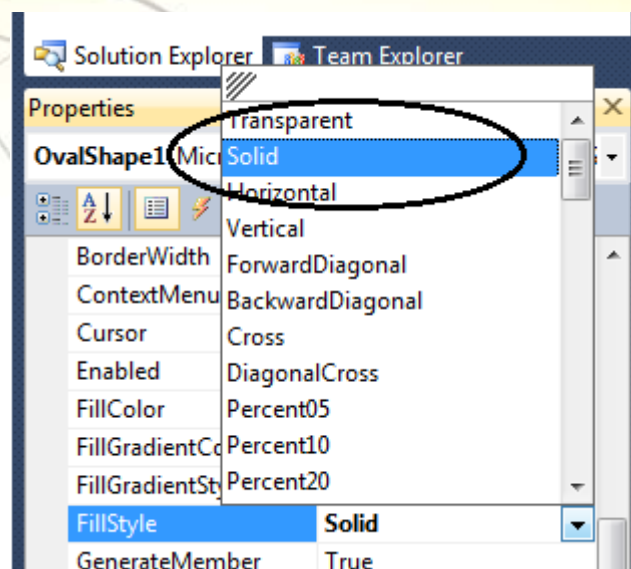 Solution Explorer Team Explorer
Properties
Transparent
OvalShape1 Solid
Horizontal
Vertical
BorderWidth ForwardDiagonal
BackwardDiagonal
Cursor Cross
Enabled DiagonalCross
FillColor Percent05
Percent10
Percent20
FillStyle Solid
GenerateMember True